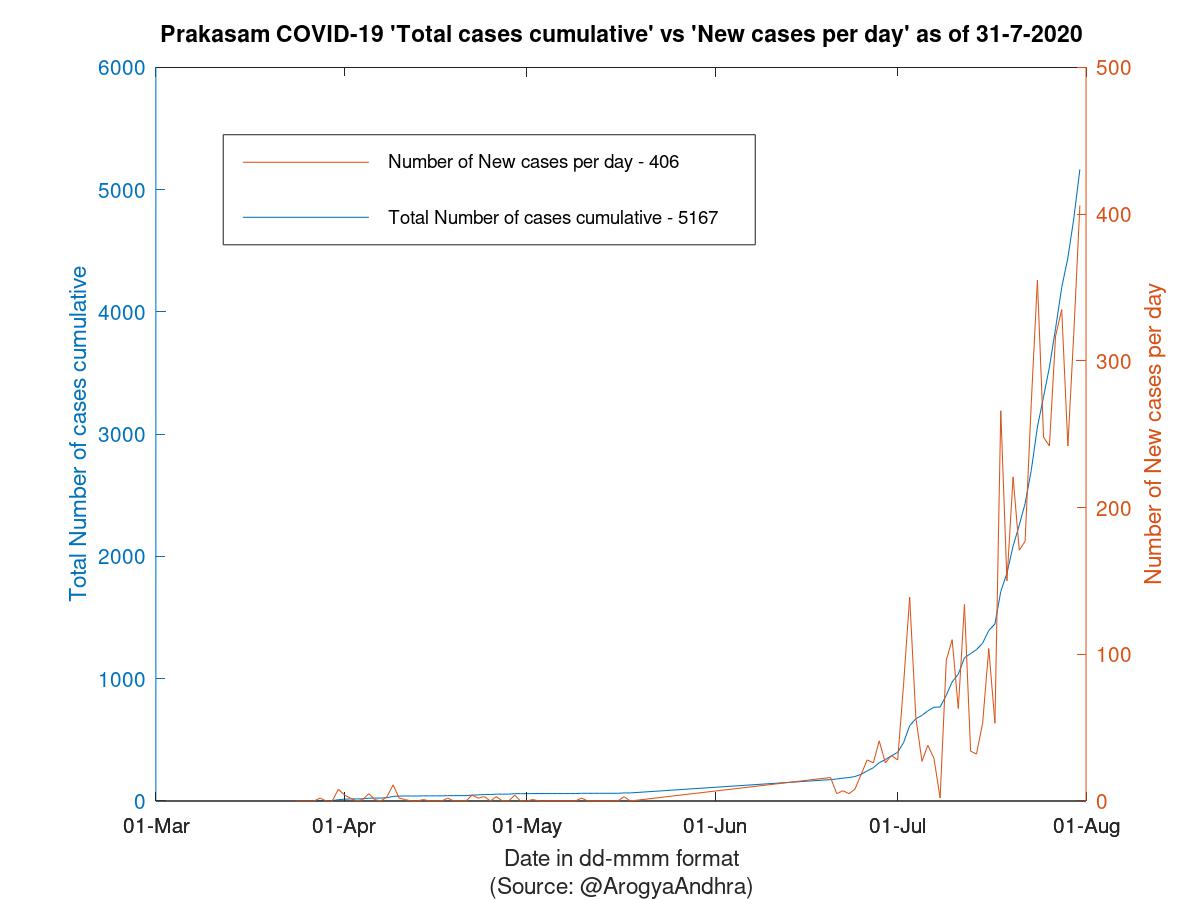 Prakasam COVID-19 'Total cases cumulative' vs 'New cases per day' as of 31-7-2020
6000
5000
4000
3000
2000
1000
0
Total Number of cases cumulative
Number of New cases per day - 406
Total Number of cases cumulative - 5167
500
400
300
200
100
0
Number of New cases per day
01-Mar 01-Apr 01-May 01-Jun 01-Jul 01-Aug
Date in dd-mmm format
(Source: @ArogyaAndhra)